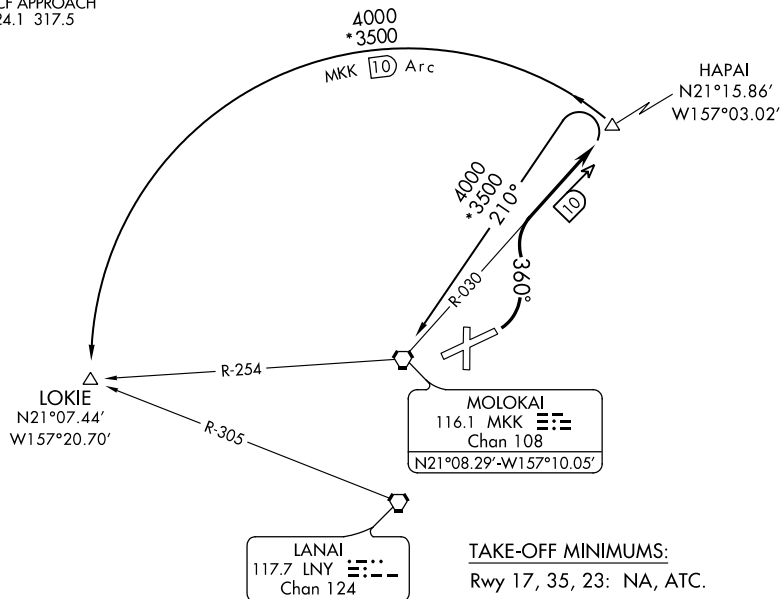 CF APPROACH
24.1 317.5
4000
*3500
MKK 10 Arc
HAPAI
N21°15.86'
W157°03.02'
4000
*3500
210°
10
R-030
360°
R-254
LOKIE
N21°07.44'
W157°20.70'
R-305
MOLOKAI
116.1 MKK
Chan 108
N21°08.29'-W157°10.05'
LANAI
117.7 LNY
Chan 124
TAKE-OFF MINIMUMS:
Rwy 17, 35, 23: NA, ATC.